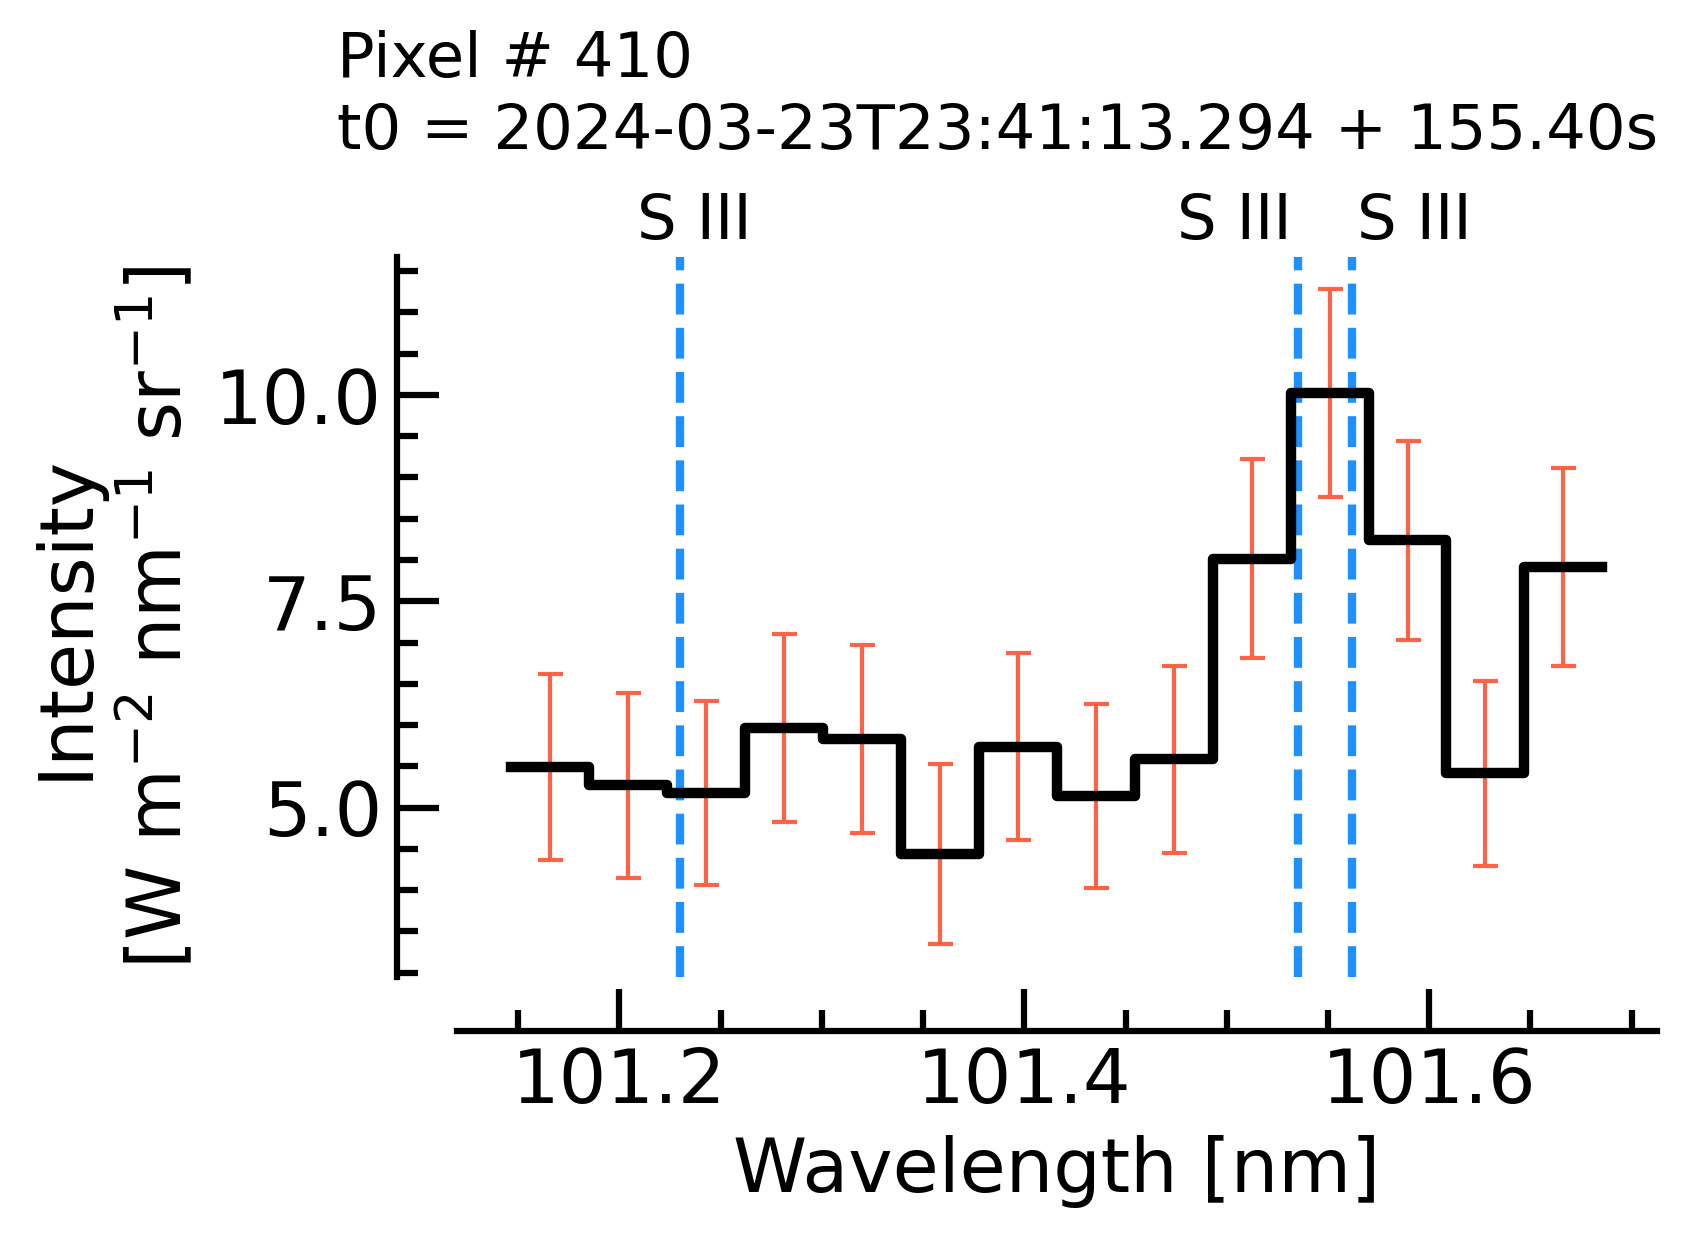 Pixel # 410
t0 = 2024-03-23T23:41:13.294 + 155.40s
S III S III S III
Intensity
[W m⁻² nm⁻¹ sr⁻¹]
10.0
7.5
5.0
101.2 101.4 101.6
Wavelength [nm]